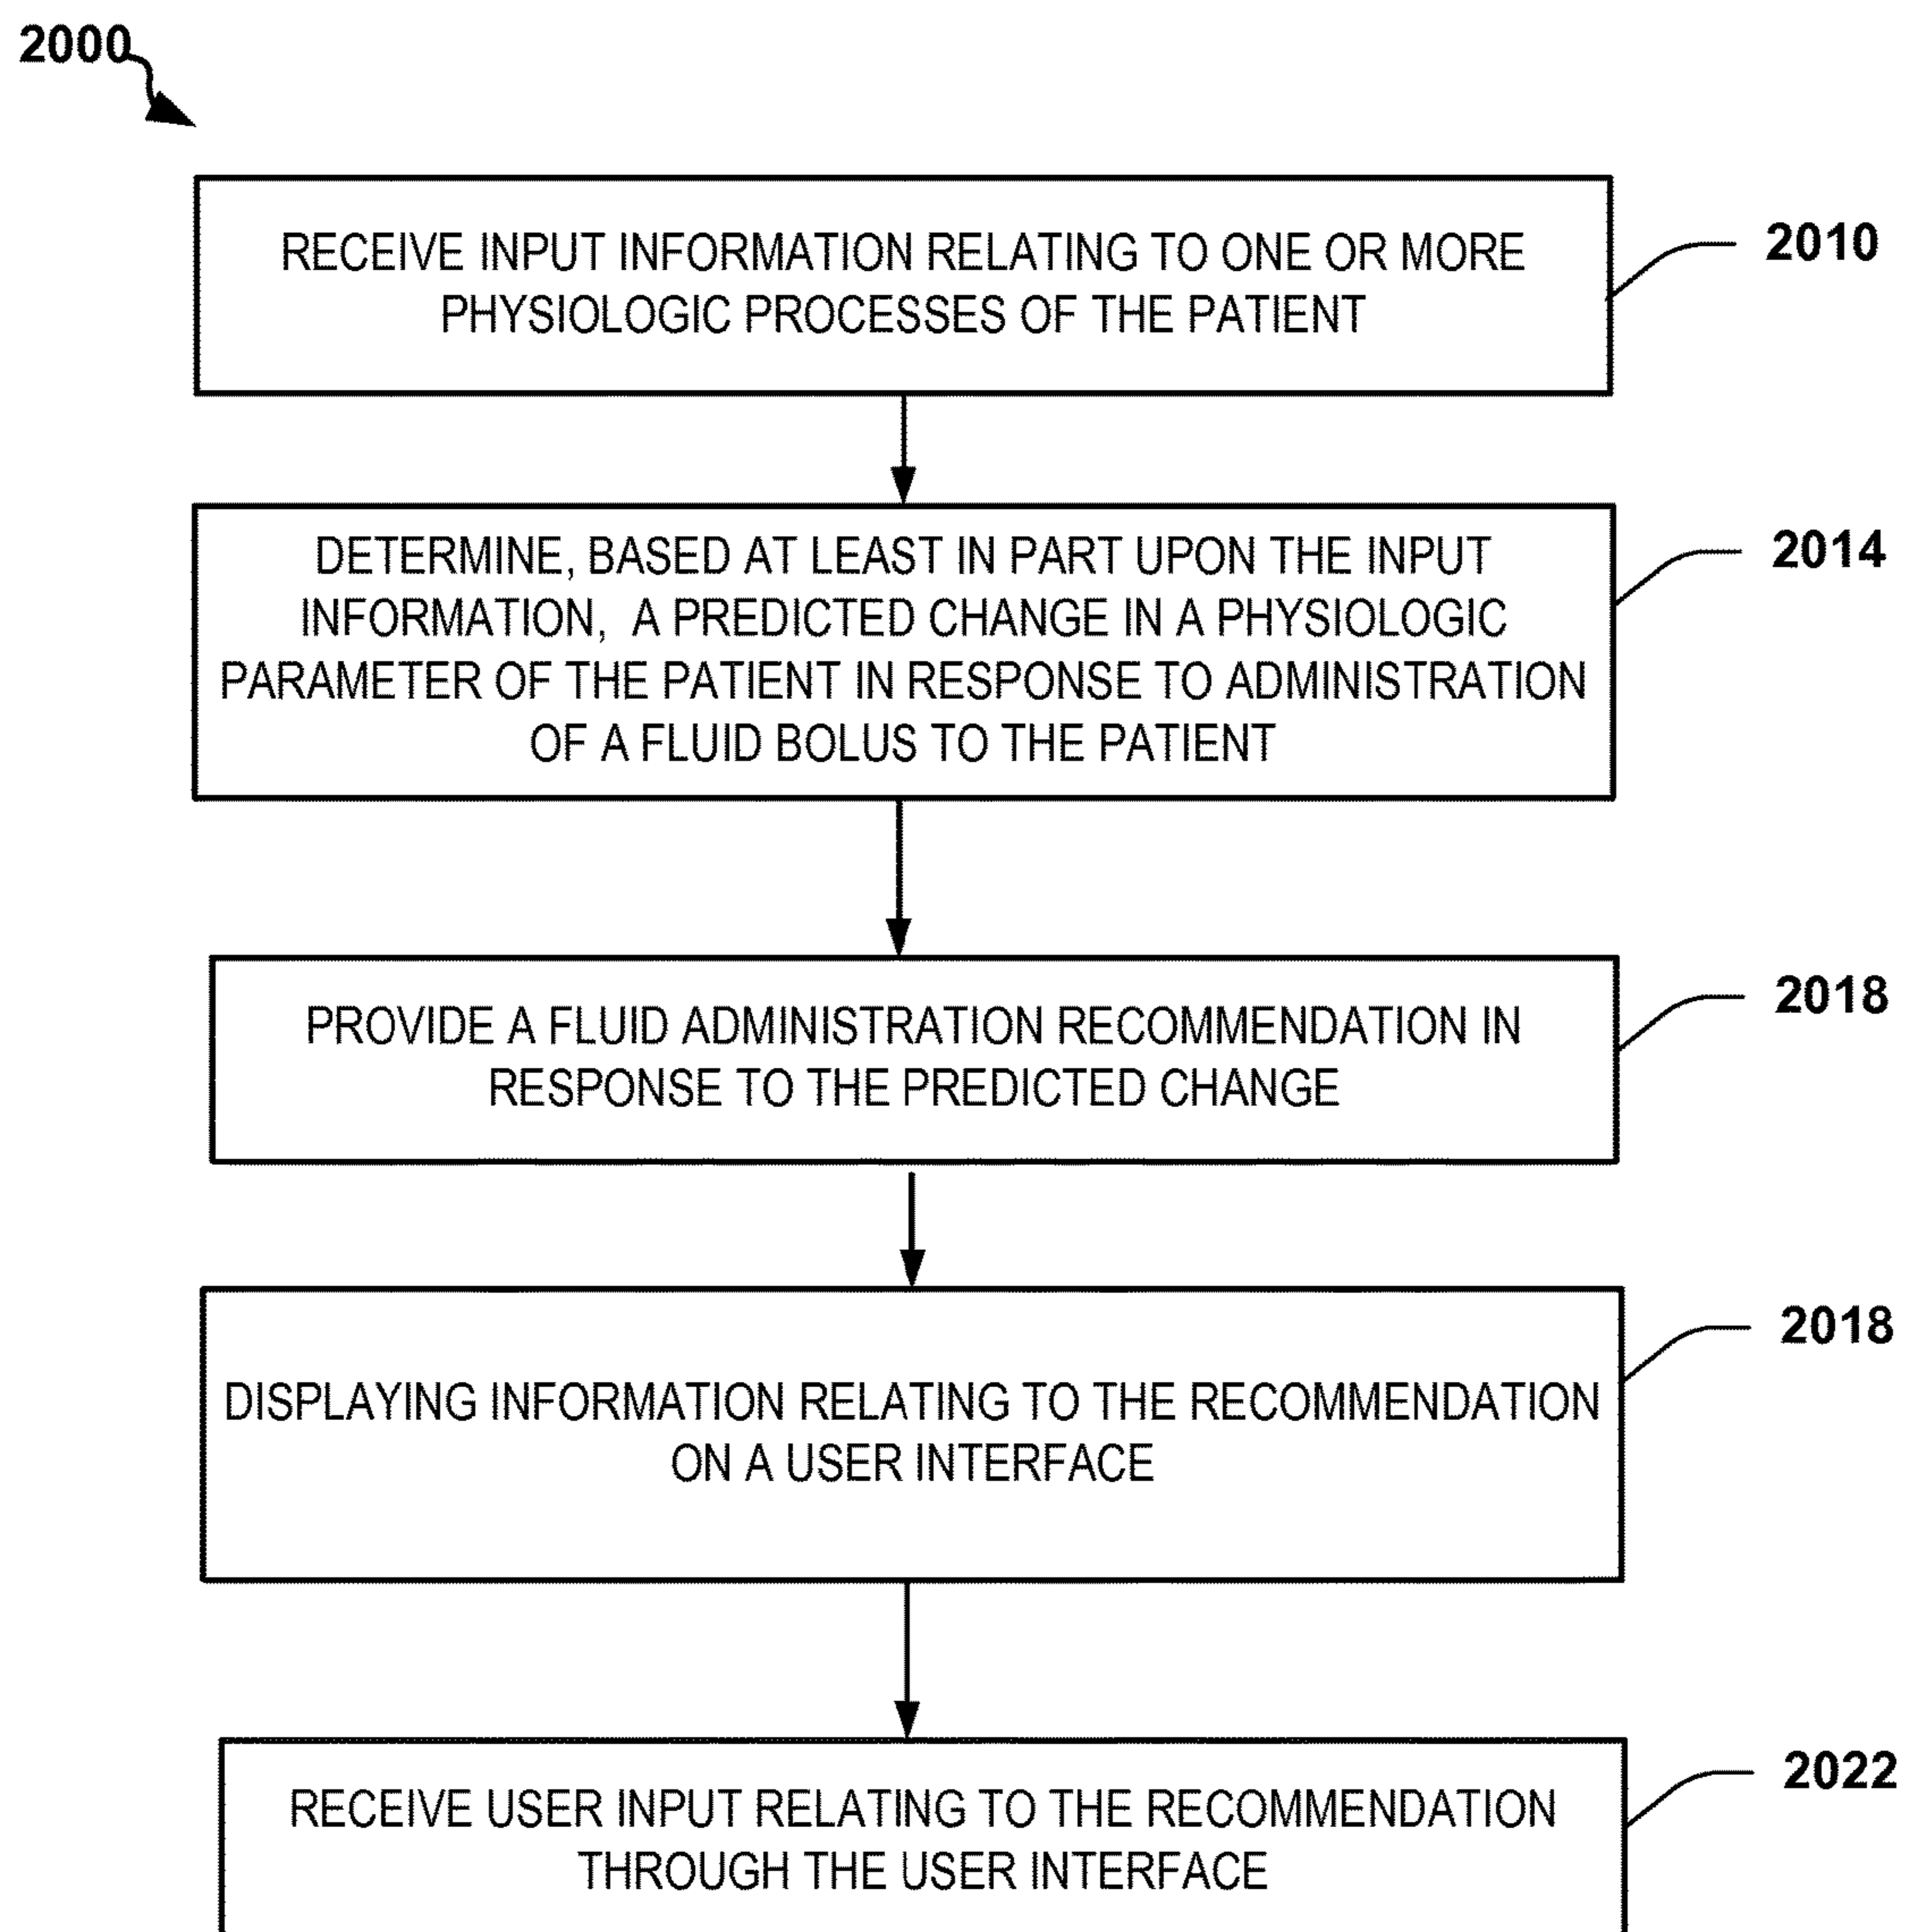 2000
RECEIVE INPUT INFORMATION RELATING TO ONE OR MORE
PHYSIOLOGIC PROCESSES OF THE PATIENT
2010
DETERMINE, BASED AT LEAST IN PART UPON THE INPUT
INFORMATION, A PREDICTED CHANGE IN A PHYSIOLOGIC
PARAMETER OF THE PATIENT IN RESPONSE TO ADMINISTRATION
OF A FLUID BOLUS TO THE PATIENT
2014
PROVIDE A FLUID ADMINISTRATION RECOMMENDATION IN
RESPONSE TO THE PREDICTED CHANGE
2018
DISPLAYING INFORMATION RELATING TO THE RECOMMENDATION
ON A USER INTERFACE
2018
RECEIVE USER INPUT RELATING TO THE RECOMMENDATION
THROUGH THE USER INTERFACE
2022